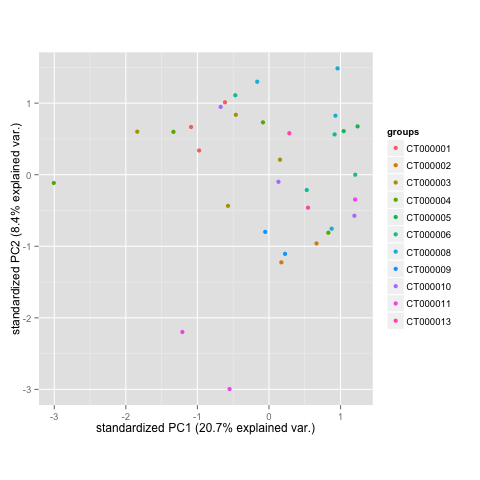 standardized PC2 (8.4% explained var.)
1
0
-1
-2
-3
-3
-2
-1
0
1
standardized PC1 (20.7% explained var.)
groups
CT000001
CT000002
CT000003
CT000004
CT000005
CT000006
CT000008
CT000009
CT000010
CT000011
CT000013